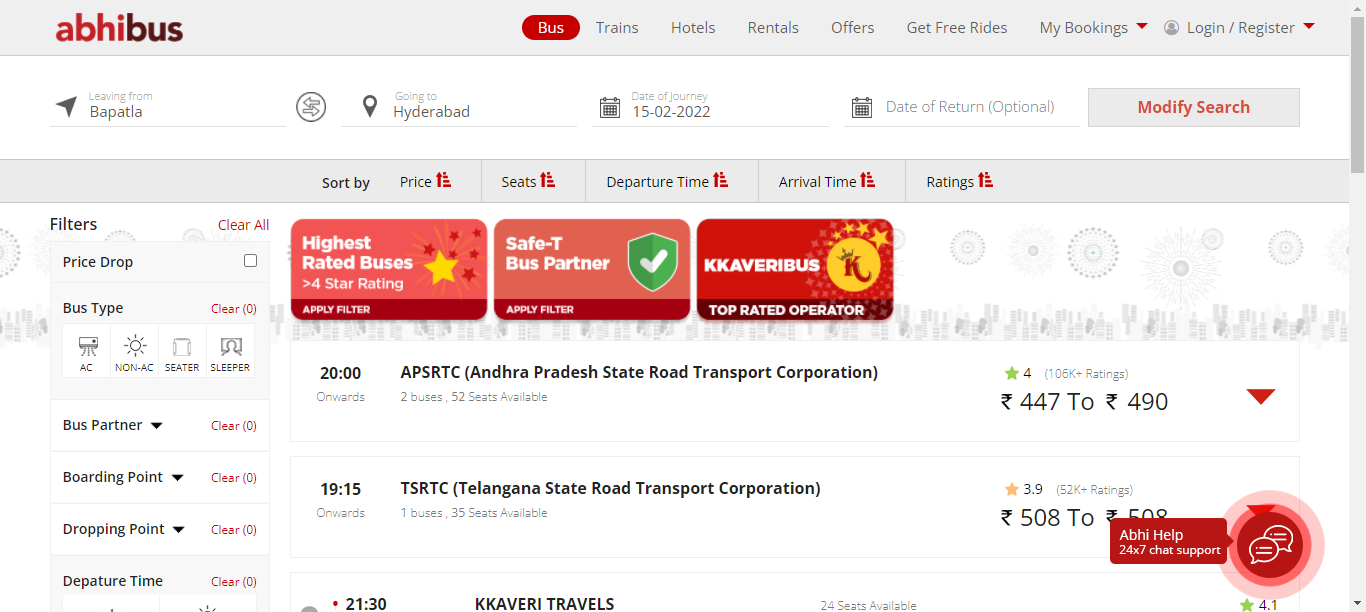 abhibus
Bus Trains Hotels Rentals Offers Get Free Rides My Bookings Login / Register
Leaving from
Bapatla
Going to
Hyderabad
Date of Journey
15-02-2022
Date of Return (Optional)
Modify Search
Sort by Price Seats Departure Time Arrival Time Ratings
Filters Clear All
Price Drop
Bus Type Clear (0)
AC NON-AC SEATER SLEEPER
Bus Partner Clear (0)
Boarding Point Clear (0)
Dropping Point Clear (0)
Depature Time Clear (0)
Highest
Rated Buses
>4 Star Rating
APPLY FILTER
Safe-T
Bus Partner
APPLY FILTER
KKAVERIBUS
K
TOP RATED OPERATOR
20:00 APSRTC (Andhra Pradesh State Road Transport Corporation) 4 (106K+ Ratings)
Onwards 2 buses , 52 Seats Available ₹ 447 To ₹ 490
19:15 TSRTC (Telangana State Road Transport Corporation) 3.9 (52K+ Ratings)
Onwards 1 buses , 35 Seats Available ₹ 508 To ₹ 508
Abhi Help
24x7 chat support
21:30 KKAVERI TRAVELS 24 Seats Available 4.1